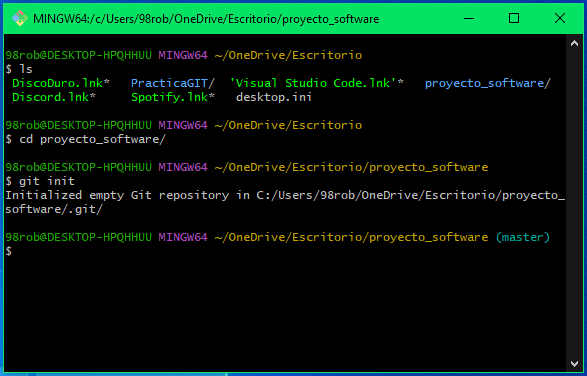 MINGW64:/c/Users/98rob/OneDrive/Escritorio/proyecto_software
98rob@DESKTOP-HPQHHUU MINGW64 ~/OneDrive/Escritorio
$ ls
DiscoDuro.lnk* PracticaGIT/ 'Visual Studio Code.lnk'* proyecto_software/
Discord.lnk* Spotify.lnk* desktop.ini
98rob@DESKTOP-HPQHHUU MINGW64 ~/OneDrive/Escritorio
$ cd proyecto_software/
98rob@DESKTOP-HPQHHUU MINGW64 ~/OneDrive/Escritorio/proyecto_software
$ git init
Initialized empty Git repository in C:/Users/98rob/OneDrive/Escritorio/proyecto_
software/.git/
98rob@DESKTOP-HPQHHUU MINGW64 ~/OneDrive/Escritorio/proyecto_software (master)
$